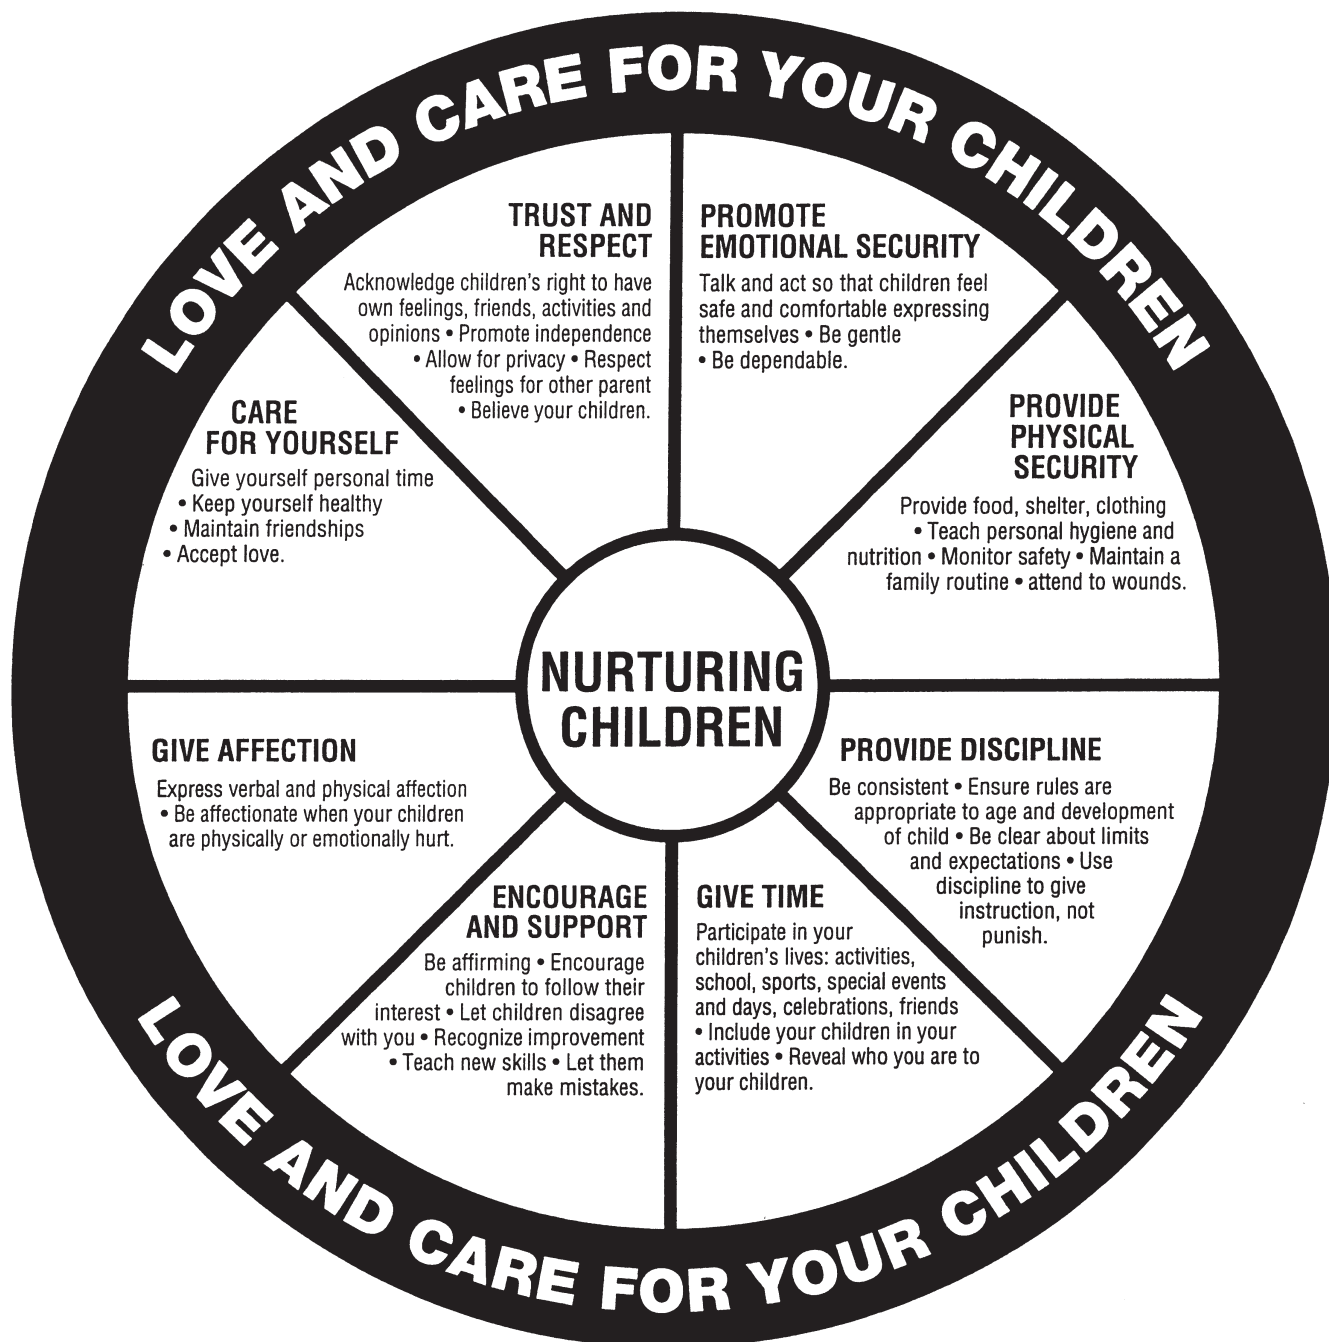 LOVE AND CARE FOR YOUR CHILDREN
TRUST AND
RESPECT
Acknowledge children's right to have
own feelings, friends, activities and
opinions • Promote independence
• Allow for privacy • Respect
feelings for other parent
• Believe your children.
PROMOTE
EMOTIONAL SECURITY
Talk and act so that children feel
safe and comfortable expressing
themselves • Be gentle
• Be dependable.
CARE
FOR YOURSELF
Give yourself personal time
• Keep yourself healthy
• Maintain friendships
• Accept love.
PROVIDE
PHYSICAL
SECURITY
Provide food, shelter, clothing
• Teach personal hygiene and
nutrition • Monitor safety • Maintain a
family routine • attend to wounds.
NURTURING
CHILDREN
GIVE AFFECTION
Express verbal and physical affection
• Be affectionate when your children
are physically or emotionally hurt.
PROVIDE DISCIPLINE
Be consistent • Ensure rules are
appropriate to age and development
of child • Be clear about limits
and expectations • Use
discipline to give
instruction, not
punish.
ENCOURAGE
AND SUPPORT
Be affirming • Encourage
children to follow their
interest • Let children disagree
with you • Recognize improvement
• Teach new skills • Let them
make mistakes.
GIVE TIME
Participate in your
children's lives: activities,
school, sports, special events
and days, celebrations, friends
• Include your children in your
activities • Reveal who you are to
your children.
LOVE AND CARE FOR YOUR CHILDREN